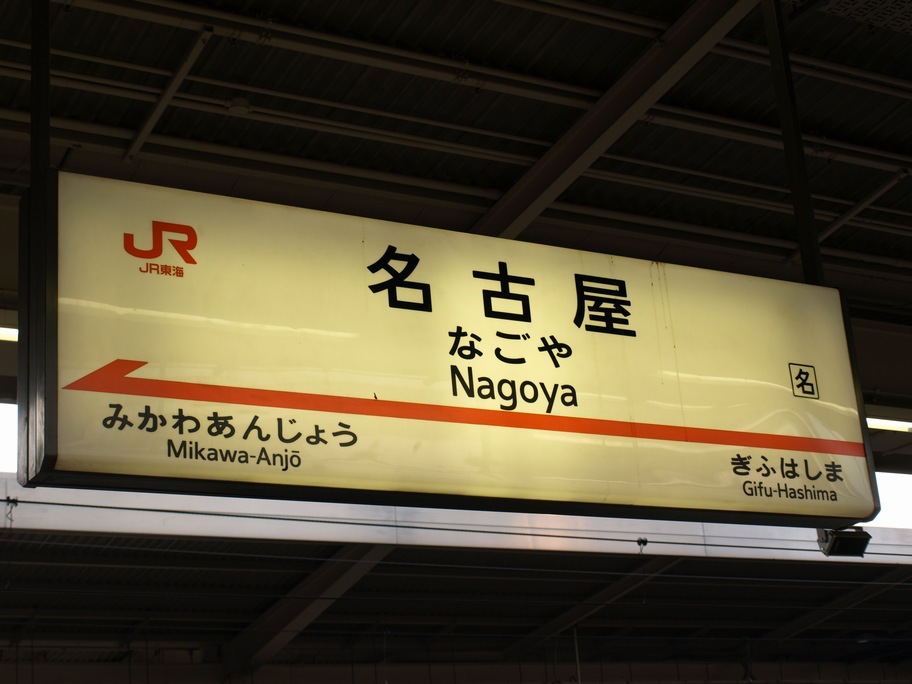 JR
JR東海
名古屋
なごや
Nagoya
名
みかわあんじょう
Mikawa-Anjō
ぎふはしま
Gifu-Hashima